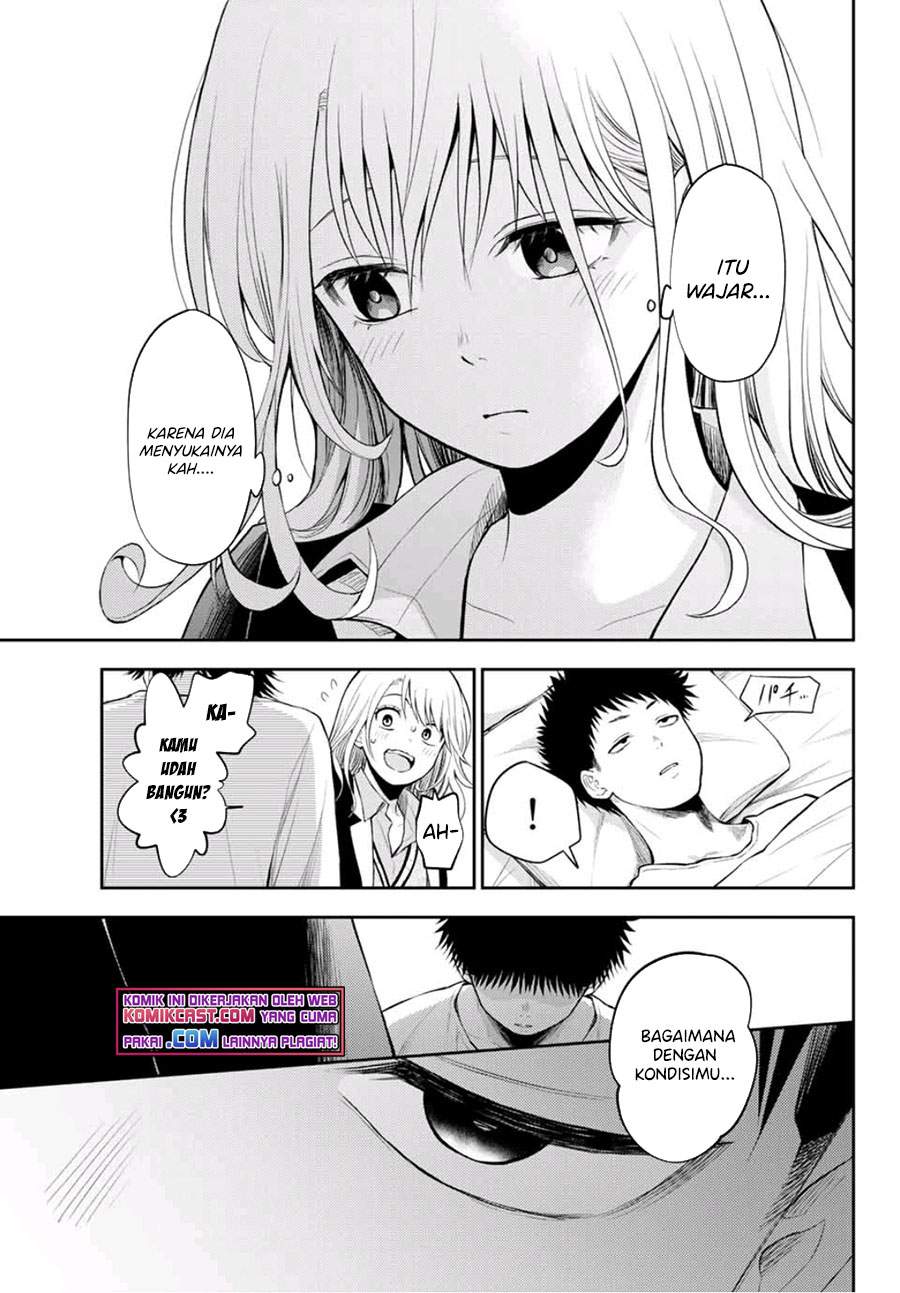 ITU
WAJAR...
KARENA DIA
MENYUKAINYA
KAH....
パチ...
!
AH-
KA-
KAMU
UDAH
BANGUN?
<3
BAGAIMANA
DENGAN
KONDISIMU...
KOMIK INI DIKERJAKAN OLEH WEB
KOMIKCAST.COM YANG CUMA
PAKAI .COM LAINNYA PLAGIAT!